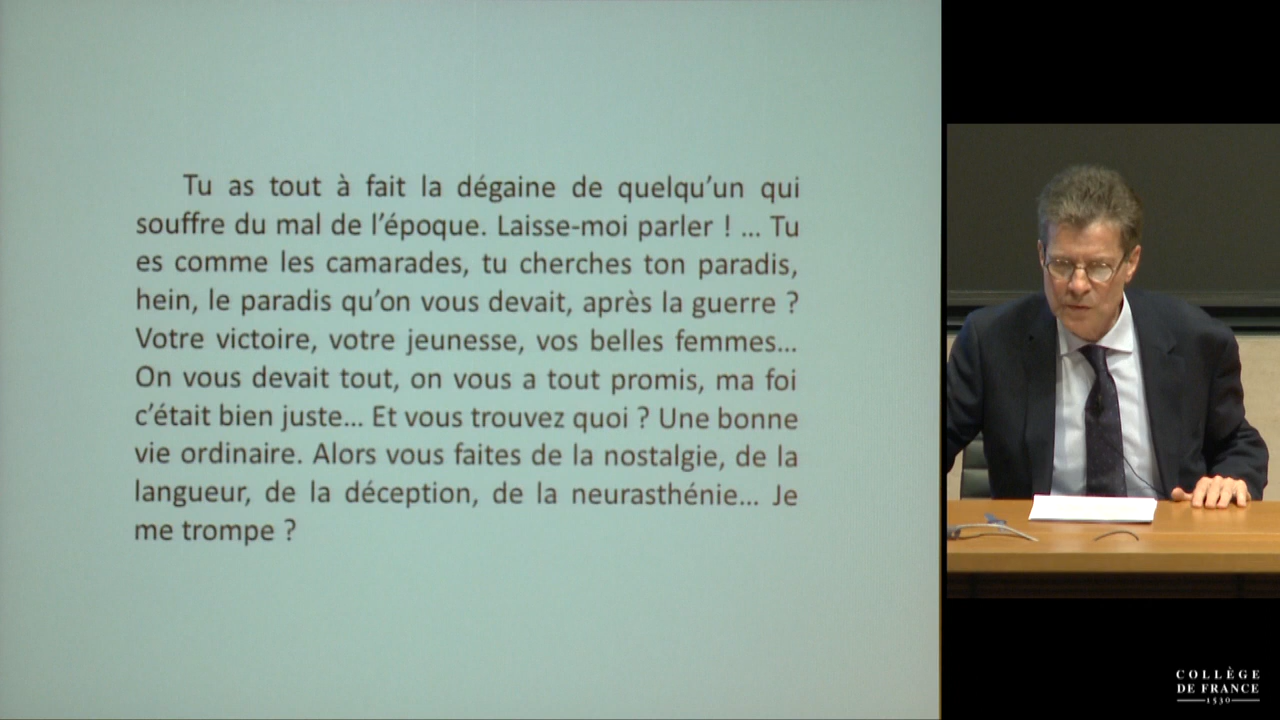 Tu as tout à fait la dégaine de quelqu’un qui
souffre du mal de l’époque. Laisse-moi parler ! ... Tu
es comme les camarades, tu cherches ton paradis,
hein, le paradis qu’on vous devait, après la guerre ?
Votre victoire, votre jeunesse, vos belles femmes...
On vous devait tout, on vous a tout promis, ma foi
c’était bien juste... Et vous trouvez quoi ? Une bonne
vie ordinaire. Alors vous faites de la nostalgie, de la
langueur, de la déception, de la neurasthénie... Je
me trompe ?
COLLÈGE
DE FRANCE
1530